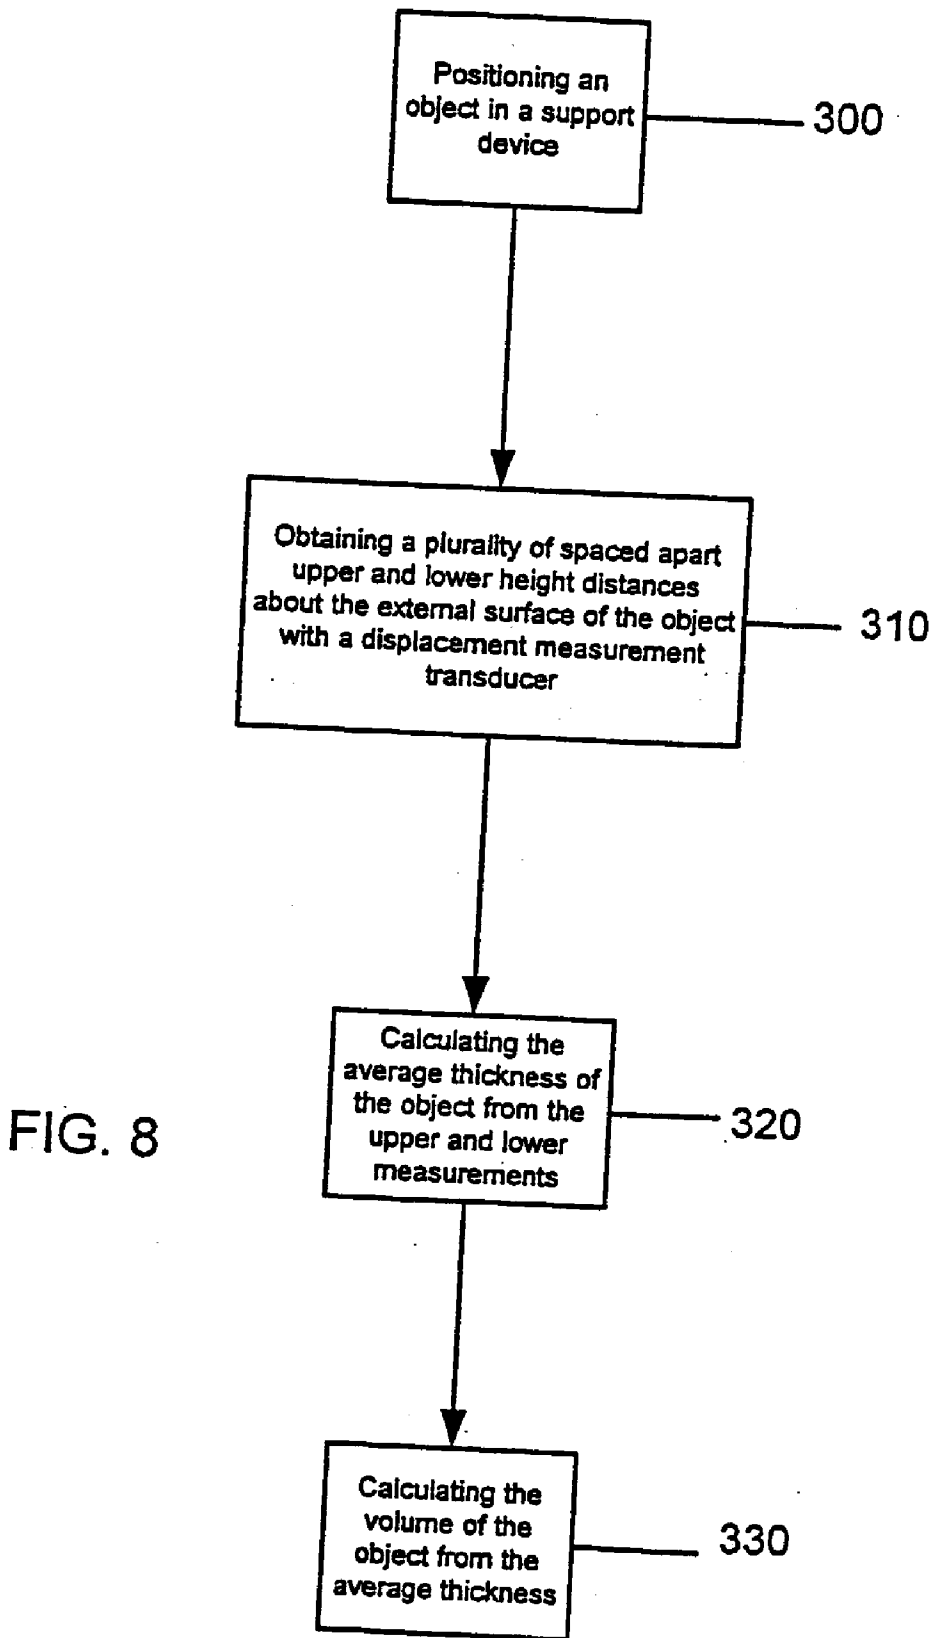 Positioning an
object in a support
device
300
Obtaining a plurality of spaced apart
upper and lower height distances
about the external surface of the object
with a displacement measurement
transducer
310
Calculating the
average thickness of
the object from the
upper and lower
measurements
320
FIG. 8
Calculating the
volume of the
object from the
average thickness
330